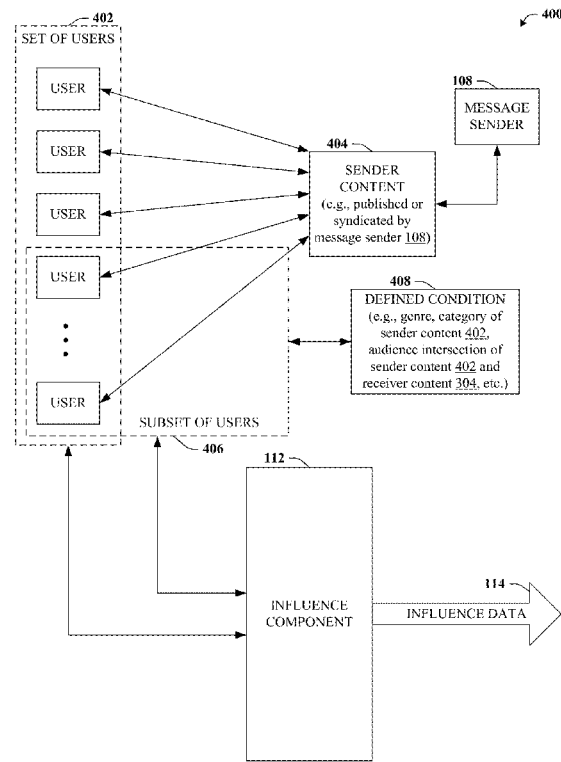 400
402
SET OF USERS
USER
USER
USER
USER
USER
SUBSET OF USERS
406
404
SENDER
CONTENT
(e.g., published or
syndicated by
message sender 108)
108
MESSAGE
SENDER
408
DEFINED CONDITION
(e.g., genre, category of
sender content 402,
audience intersection of
sender content 402 and
receiver content 304, etc.)
112
INFLUENCE
COMPONENT
114
INFLUENCE DATA